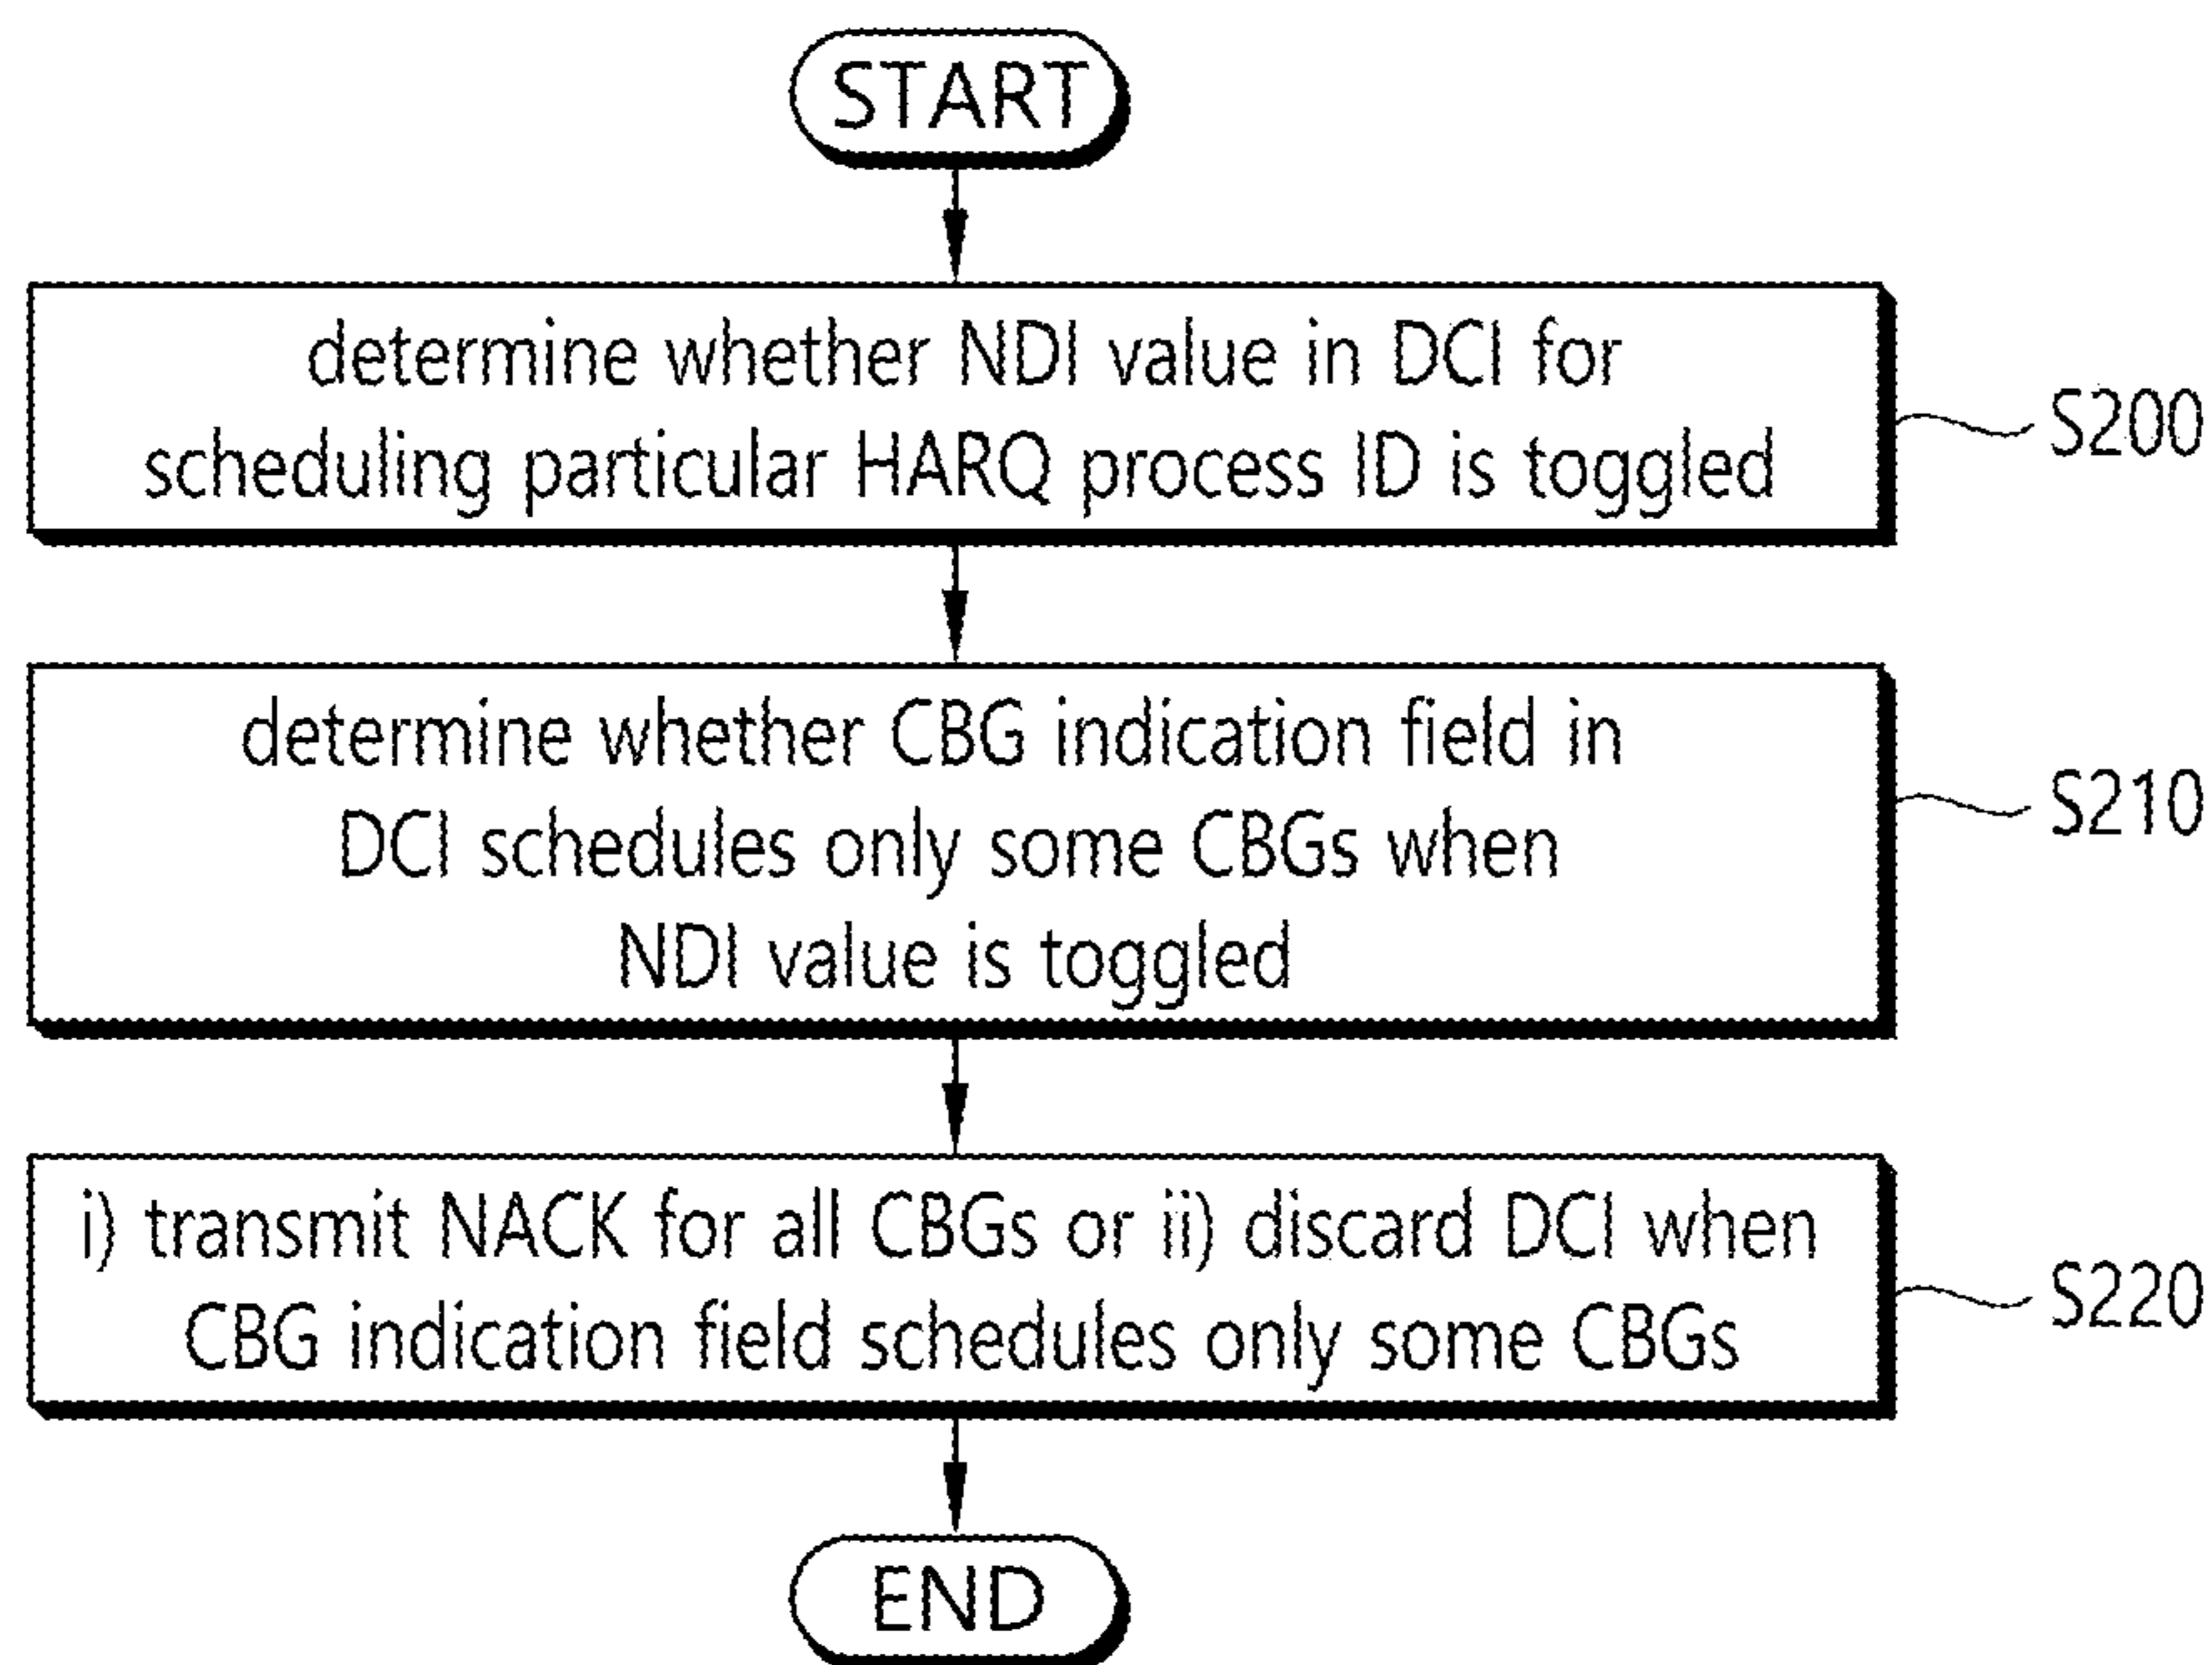 START
determine whether NDI value in DCI for
scheduling particular HARQ process ID is toggled
S200
determine whether CBG indication field in
DCI schedules only some CBGs when
NDI value is toggled
S210
i) transmit NACK for all CBGs or ii) discard DCI when
CBG indication field schedules only some CBGs
S220
END